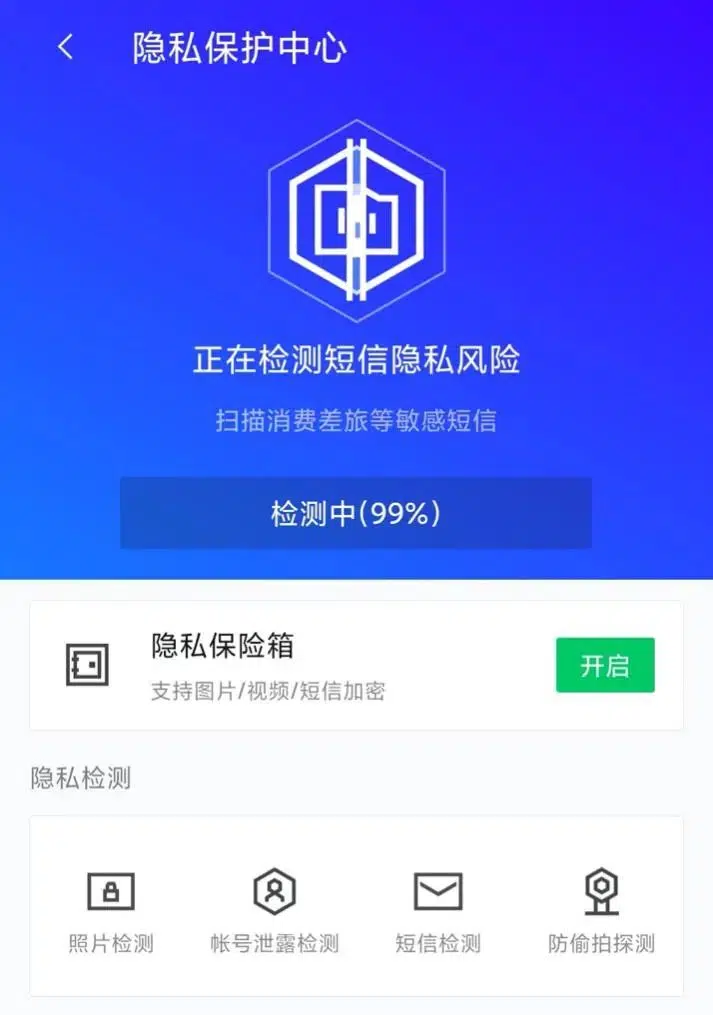 隐私保护中心
正在检测短信隐私风险
扫描消费差旅等敏感短信
检测中(99%)
隐私保险箱
支持图片/视频/短信加密
开启
隐私检测
照片检测
帐号泄露检测
短信检测
防偷拍探测